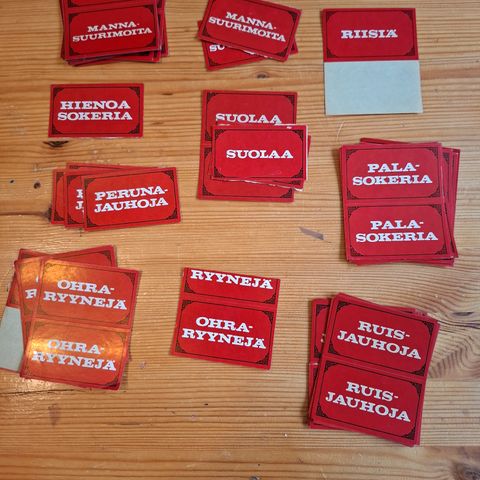 MANNA-
SUURIMOITA
MANNA-
SUURIMOITA
RIISIÄ
HIENOA
SOKERIA
SUOLAA
SUOLAA
PERUNA-
JAUHOJA
PALA-
SOKERIA
PALA-
SOKERIA
OHRA-
RYYNEJÄ
OHRA-
RYYNEJÄ
RYYNEJÄ
OHRA-
RYYNEJÄ
RUIS-
JAUHOJA
RUIS-
JAUHOJA